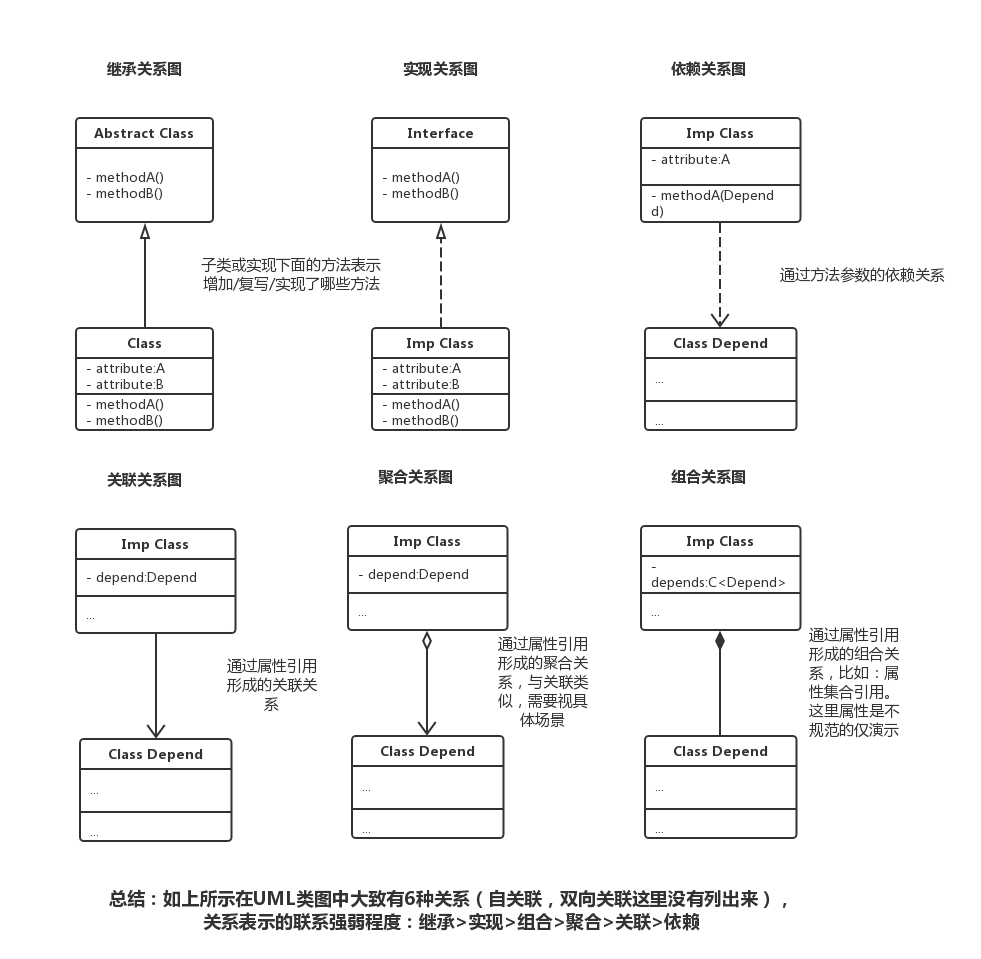 继承关系图
实现关系图
依赖关系图
Abstract Class
- methodA()
- methodB()
Interface
- methodA()
- methodB()
Imp Class
- attribute:A
- methodA(Depend
d)
子类或实现下面的方法表示
增加/复写/实现了哪些方法
通过方法参数的依赖关系
Class
- attribute:A
- attribute:B
- methodA()
- methodB()
Imp Class
- attribute:A
- attribute:B
- methodA()
- methodB()
Class Depend
...
...
关联关系图
聚合关系图
组合关系图
Imp Class
- depend:Depend
...
Imp Class
- depend:Depend
...
Imp Class
-
depends:C<Depend>
...
通过属性引用
形成的关联关
系
通过属性引用
形成的聚合关
系，与关联类
似，需要视具
体场景
通过属性引用
形成的组合关
系，比如：属
性集合引用。
这里属性是不
规范的仅演示
Class Depend
...
...
Class Depend
...
...
Class Depend
...
...
总结：如上所示在UML类图中大致有6种关系（自关联，双向关联这里没有列出来），
关系表示的联系强弱程度：继承>实现>组合>聚合>关联>依赖